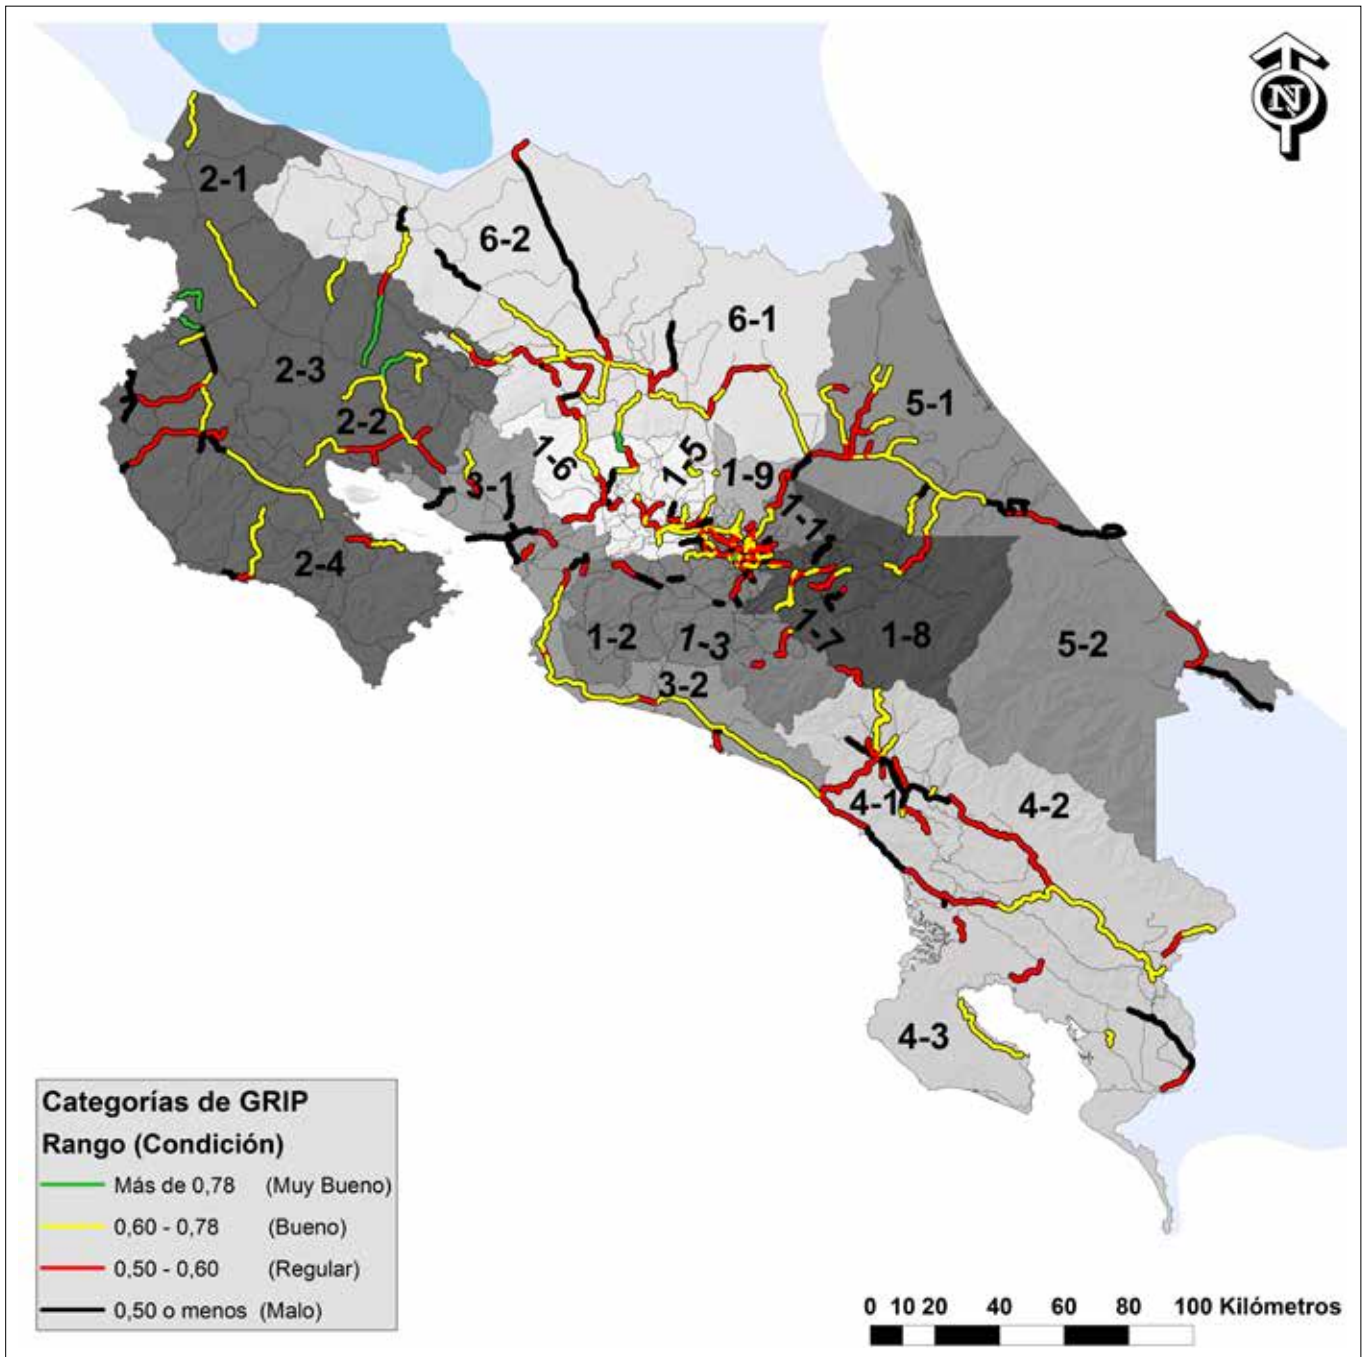 N
2-1
6-2
6-1
2-3
5-1
2-2
1-5
1-6
1-9
3-1
1-1
2-4
1-2
1-3
1-7
1-8
5-2
3-2
4-1
4-2
4-3
Categorías de GRIP
Rango (Condición)
Más de 0,78 (Muy Bueno)
0,60 - 0,78 (Bueno)
0,50 - 0,60 (Regular)
0,50 o menos (Malo)
0 10 20 40 60 80 100 Kilómetros